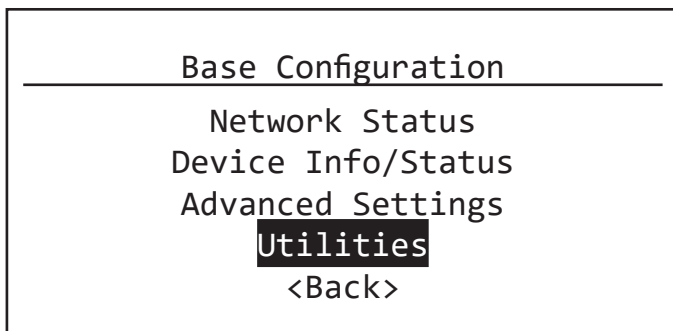 Base Configuration
Network Status
Device Info/Status
Advanced Settings
Utilities
<Back>